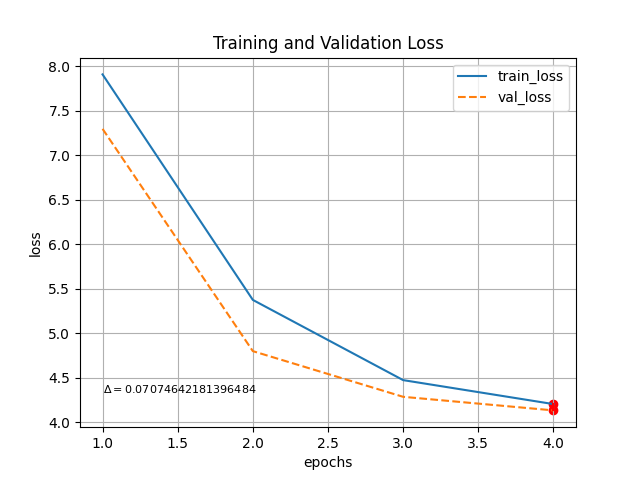 Training and Validation Loss
train_loss
val_loss
8.0
7.5
7.0
6.5
6.0
5.5
5.0
4.5
4.0
loss
Δ = 0.07074642181396484
1.0 1.5 2.0 2.5 3.0 3.5 4.0
epochs